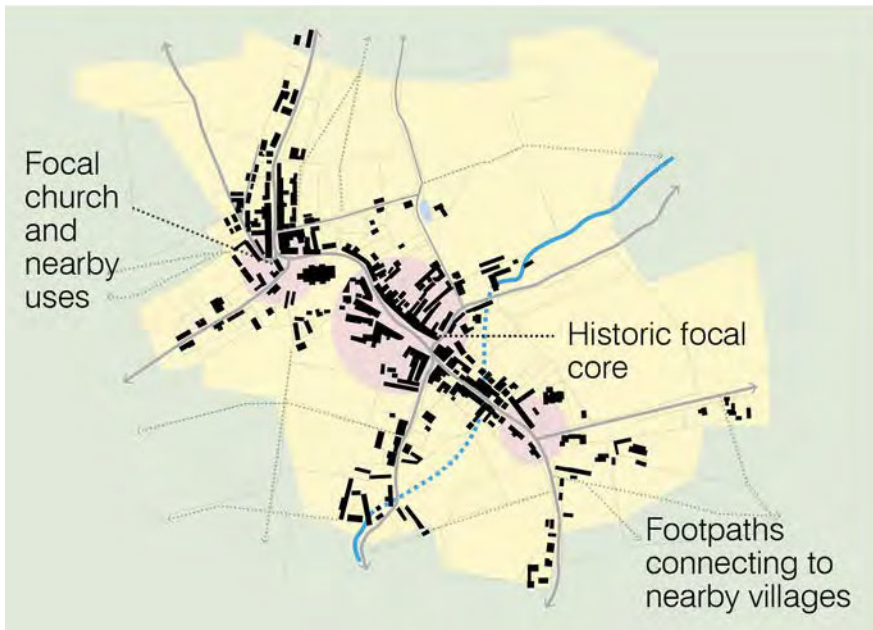 Focal
church
and
nearby
uses
Historic focal
core
Footpaths
connecting to
nearby villages